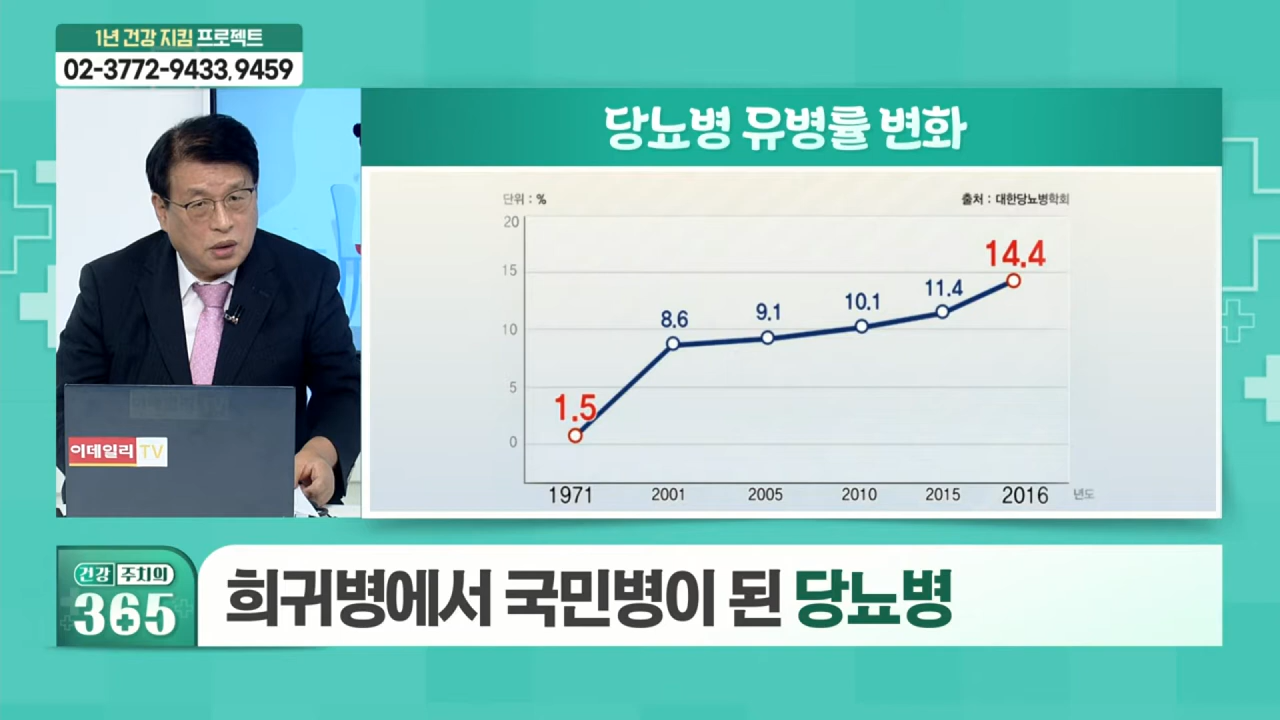 1년 건강 지킴 프로젝트
02-3772-9433, 9459
당뇨병 유병률 변화
단위 : %
출처 : 대한당뇨병학회
20
15
10
5
0
1.5
8.6
9.1
10.1
11.4
14.4
1971
2001
2005
2010
2015
2016
년도
이데일리 TV
건강 주치의
365
희귀병에서 국민병이 된 당뇨병